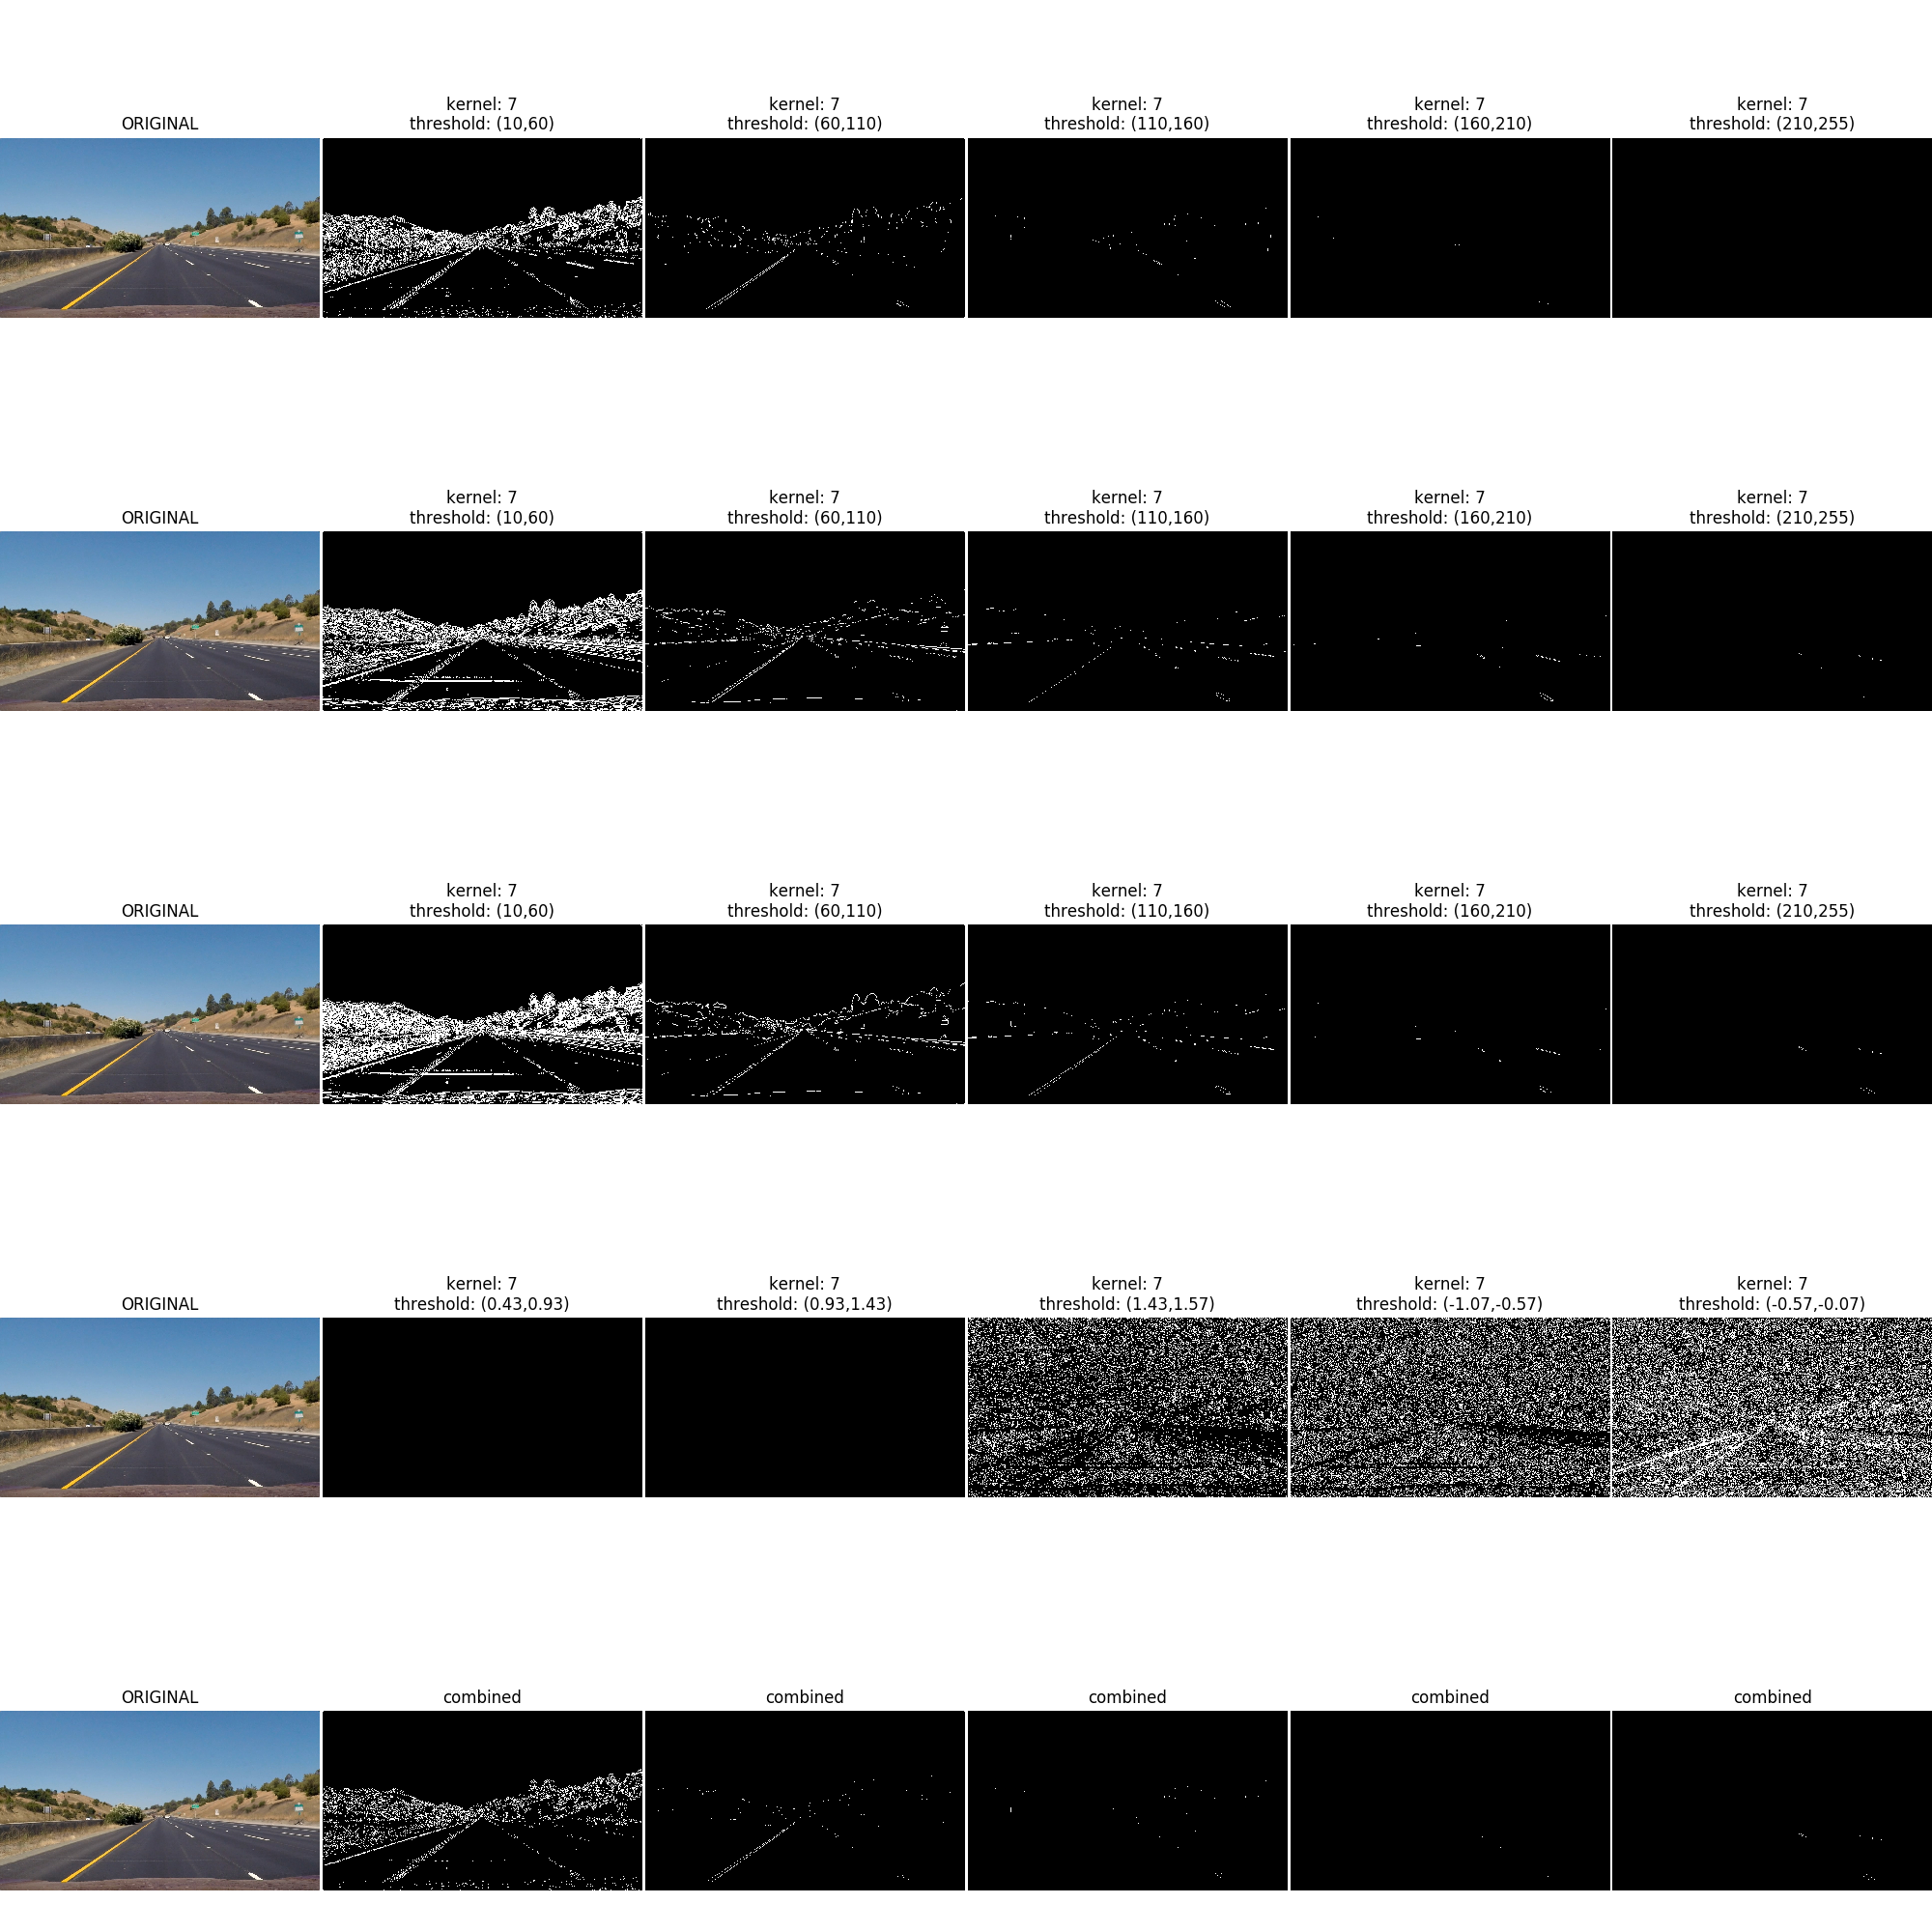 kernel: 7 kernel: 7 kernel: 7 kernel: 7 kernel: 7
ORIGINAL threshold: (10,60) threshold: (60,110) threshold: (110,160) threshold: (160,210) threshold: (210,255)
kernel: 7 kernel: 7 kernel: 7 kernel: 7 kernel: 7
ORIGINAL threshold: (10,60) threshold: (60,110) threshold: (110,160) threshold: (160,210) threshold: (210,255)
kernel: 7 kernel: 7 kernel: 7 kernel: 7 kernel: 7
ORIGINAL threshold: (10,60) threshold: (60,110) threshold: (110,160) threshold: (160,210) threshold: (210,255)
kernel: 7 kernel: 7 kernel: 7 kernel: 7 kernel: 7
ORIGINAL threshold: (0.43,0.93) threshold: (0.93,1.43) threshold: (1.43,1.57) threshold: (-1.07,-0.57) threshold: (-0.57,-0.07)
ORIGINAL combined combined combined combined combined